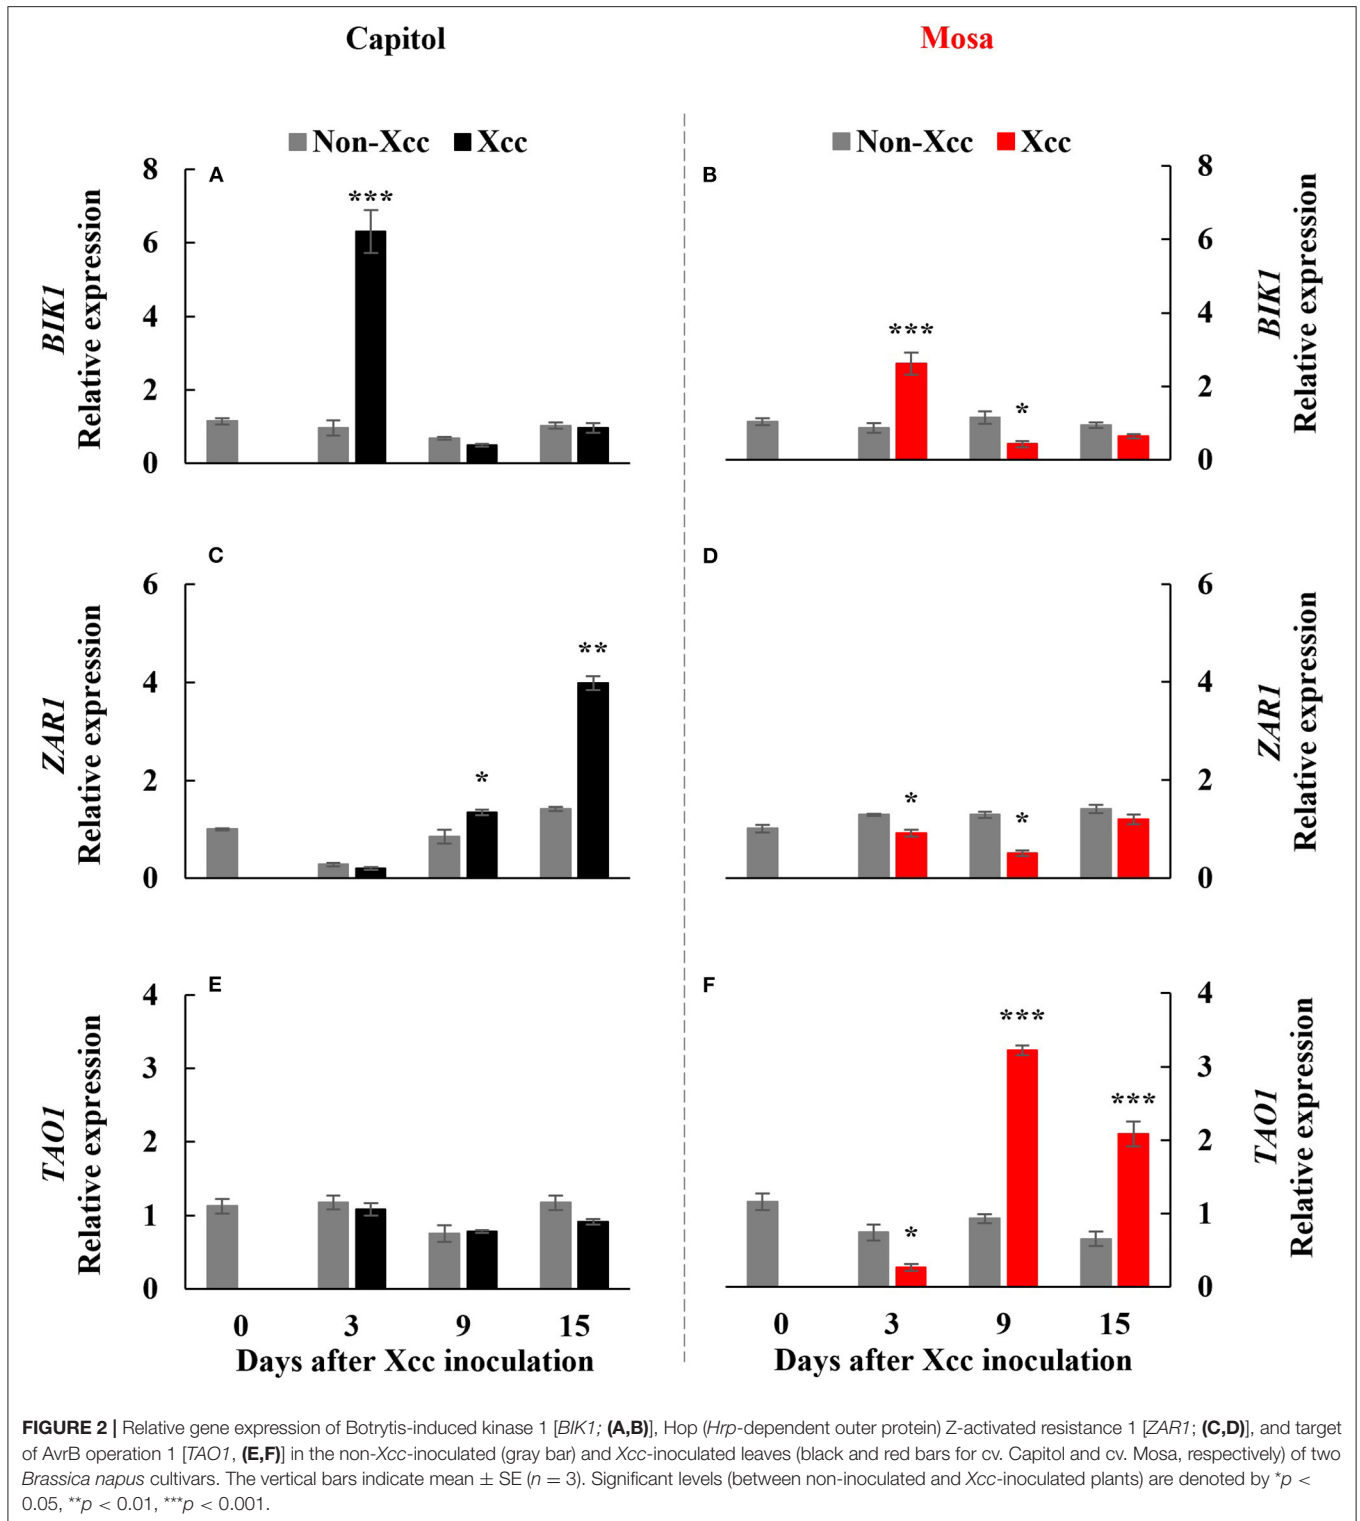 Capitol
Mosa
Non-Xcc Xcc
Non-Xcc Xcc
A
8
6
4
2
0
BIK1
Relative expression
***
B
8
6
4
2
0
BIK1
Relative expression
***
*
C
6
4
2
0
ZAR1
Relative expression
*
**
D
6
4
2
0
ZAR1
Relative expression
*
*
E
4
3
2
1
0
TAO1
Relative expression
0 3 9 15
Days after Xcc inoculation
F
4
3
2
1
0
TAO1
Relative expression
*
***
***
0 3 9 15
Days after Xcc inoculation
FIGURE 2 | Relative gene expression of Botrytis-induced kinase 1 [BIK1; (A,B)], Hop (Hrp-dependent outer protein) Z-activated resistance 1 [ZAR1; (C,D)], and target
of AvrB operation 1 [TAO1, (E,F)] in the non-Xcc-inoculated (gray bar) and Xcc-inoculated leaves (black and red bars for cv. Capitol and cv. Mosa, respectively) of two
Brassica napus cultivars. The vertical bars indicate mean ± SE (n = 3). Significant levels (between non-inoculated and Xcc-inoculated plants) are denoted by *p <
0.05, **p < 0.01, ***p < 0.001.